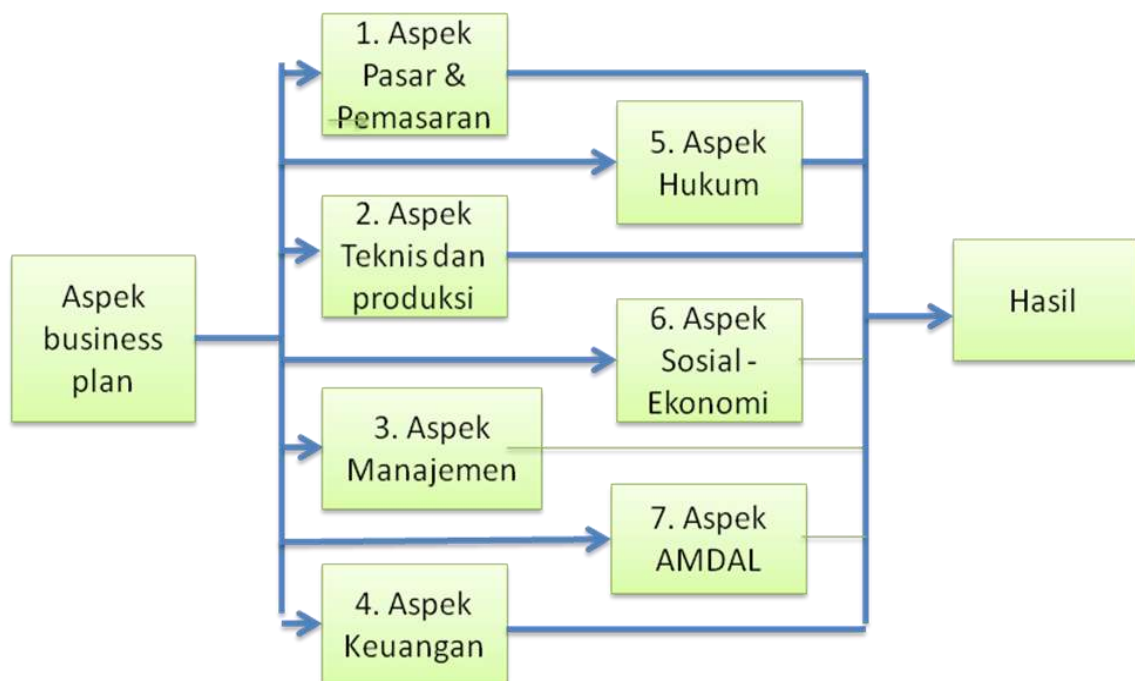 Aspek
business
plan
1. Aspek
Pasar &
Pemasaran
2. Aspek
Teknis dan
produksi
3. Aspek
Manajemen
4. Aspek
Keuangan
5. Aspek
Hukum
6. Aspek
Sosial -
Ekonomi
7. Aspek
AMDAL
Hasil